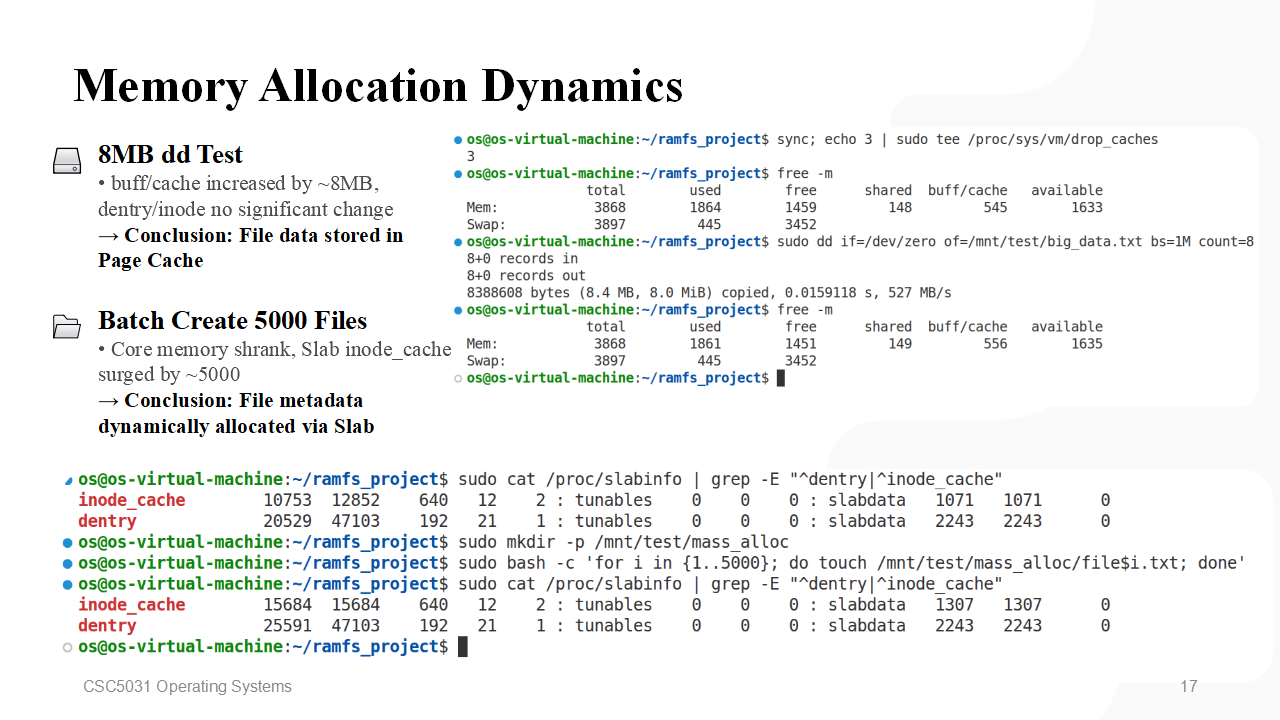 Memory Allocation Dynamics
8MB dd Test
• buff/cache increased by ~8MB,
dentry/inode no significant change
→ Conclusion: File data stored in
Page Cache
Batch Create 5000 Files
• Core memory shrank, Slab inode_cache
surged by ~5000
→ Conclusion: File metadata
dynamically allocated via Slab
os@os-virtual-machine:~/ramfs_project$ sync; echo 3 | sudo tee /proc/sys/vm/drop_caches
3
os@os-virtual-machine:~/ramfs_project$ free -m
total used free shared buff/cache available
Mem: 3868 1864 1459 148 545 1633
Swap: 3897 445 3452
os@os-virtual-machine:~/ramfs_project$ sudo dd if=/dev/zero of=/mnt/test/big_data.txt bs=1M count=8
8+0 records in
8+0 records out
8388608 bytes (8.4 MB, 8.0 MiB) copied, 0.0159118 s, 527 MB/s
os@os-virtual-machine:~/ramfs_project$ free -m
total used free shared buff/cache available
Mem: 3868 1861 1451 149 556 1635
Swap: 3897 445 3452
os@os-virtual-machine:~/ramfs_project$
os@os-virtual-machine:~/ramfs_project$ sudo cat /proc/slabinfo | grep -E "^dentry|^inode_cache"
inode_cache 10753 12852 640 12 2 : tunables 0 0 0 : slabdata 1071 1071 0
dentry 20529 47103 192 21 1 : tunables 0 0 0 : slabdata 2243 2243 0
os@os-virtual-machine:~/ramfs_project$ sudo mkdir -p /mnt/test/mass_alloc
os@os-virtual-machine:~/ramfs_project$ sudo bash -c 'for i in {1..5000}; do touch /mnt/test/mass_alloc/file$i.txt; done'
os@os-virtual-machine:~/ramfs_project$ sudo cat /proc/slabinfo | grep -E "^dentry|^inode_cache"
inode_cache 15684 15684 640 12 2 : tunables 0 0 0 : slabdata 1307 1307 0
dentry 25591 47103 192 21 1 : tunables 0 0 0 : slabdata 2243 2243 0
os@os-virtual-machine:~/ramfs_project$
CSC5031 Operating Systems
17